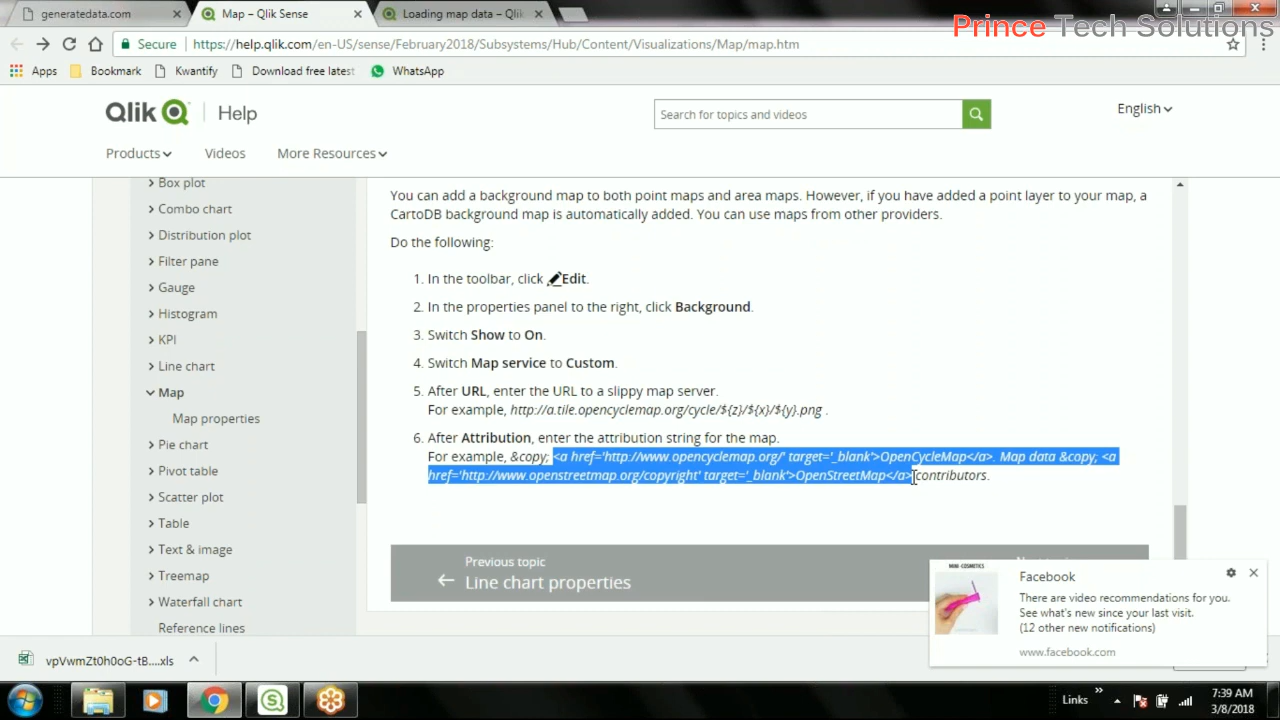 generatedata.com
Map – Qlik Sense
Loading map data – Qlik
Prince Tech Solutions
Secure
https://help.qlik.com/en-US/sense/February2018/Subsystems/Hub/Content/Visualizations/Map/map.htm
Apps
Bookmark
Kwantify
Download free latest
WhatsApp
Qlik
Help
Search for topics and videos
English
Products
Videos
More Resources
Box plot
Combo chart
Distribution plot
Filter pane
Gauge
Histogram
KPI
Line chart
Map
Map properties
Pie chart
Pivot table
Scatter plot
Table
Text & image
Treemap
Waterfall chart
Reference lines
You can add a background map to both point maps and area maps. However, if you have added a point layer to your map, a
CartoDB background map is automatically added. You can use maps from other providers.
Do the following:
1. In the toolbar, click Edit.
2. In the properties panel to the right, click Background.
3. Switch Show to On.
4. Switch Map service to Custom.
5. After URL, enter the URL to a slippy map server.
For example, http://a.tile.opencyclemap.org/cycle/${z}/${x}/${y}.png .
6. After Attribution, enter the attribution string for the map.
For example, &copy; <a href='http://www.opencyclemap.org/' target='_blank'>OpenCycleMap</a>. Map data &copy; <a
href='http://www.openstreetmap.org/copyright' target='_blank'>OpenStreetMap</a> contributors.
Previous topic
Line chart properties
MINI COSMETICS
Facebook
There are video recommendations for you.
See what's new since your last visit.
(12 other new notifications)
www.facebook.com
vpVwmZt0h0oG-tB....xls
Links
7:39 AM
3/8/2018